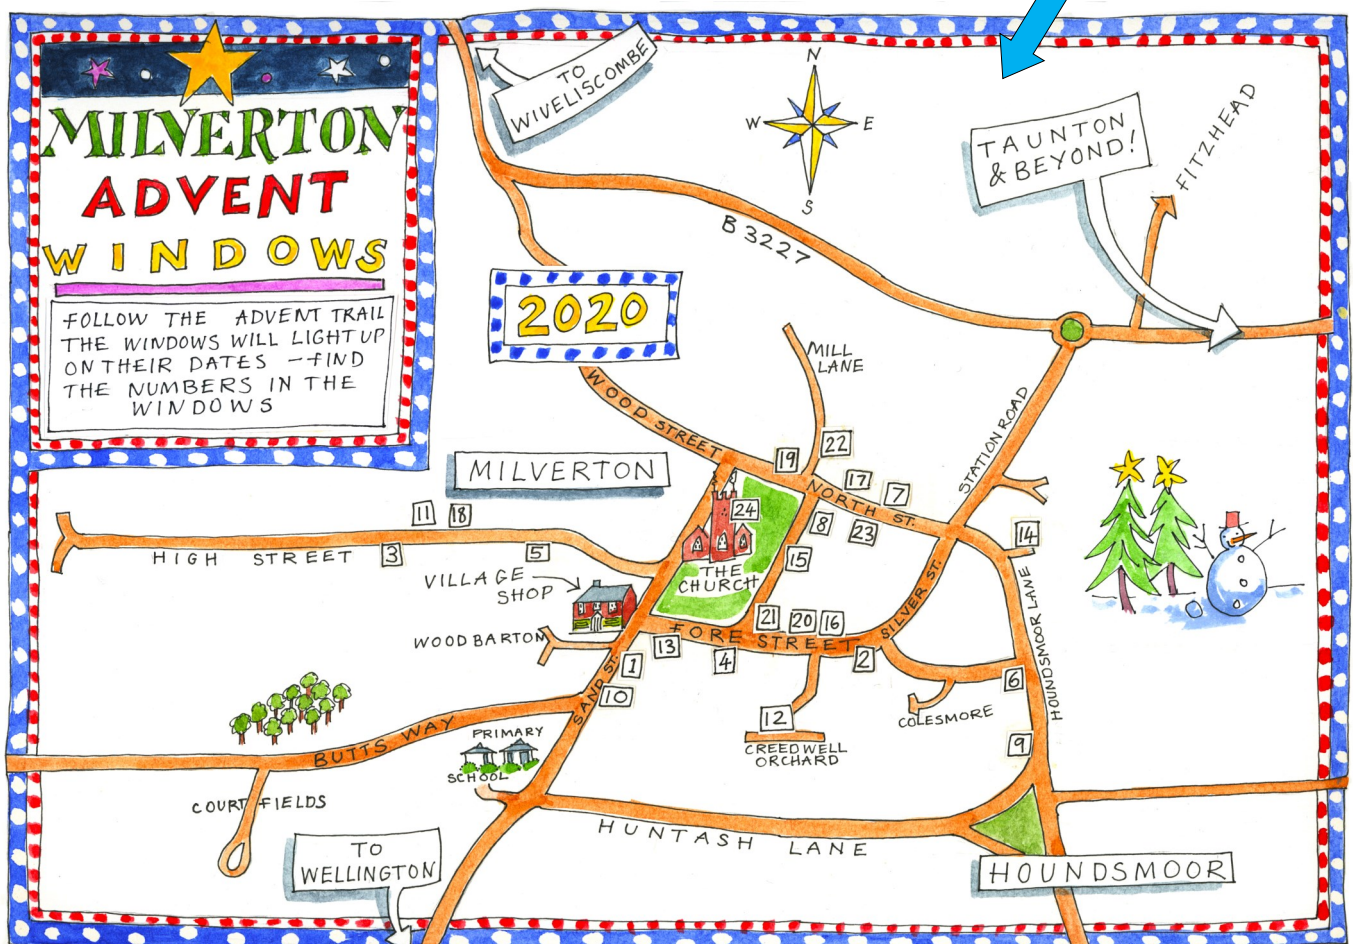 MILVERTON
ADVENT
WINDOWS
FOLLOW THE ADVENT TRAIL
THE WINDOWS WILL LIGHT UP
ON THEIR DATES - FIND
THE NUMBERS IN THE
WINDOWS
TO
WIVELISCOMBE
N
W
E
S
TAUNTON
& BEYOND!
FITZHEAD
B3227
2020
MILL
LANE
WOOD STREET
STATION ROAD
MILVERTON
19
22
17
7
NORTH ST.
8
23
14
11
18
24
HIGH STREET
3
5
15
THE
CHURCH
VILLAGE
SHOP
SILVER ST.
HOUNDSMOOR LANE
WOODBARTON
FORE STREET
21
20
16
13
4
2
1
10
SAND ST.
6
COLESMORE
12
CREEDWELL
ORCHARD
9
BUTTS WAY
PRIMARY
SCHOOL
COURT FIELDS
HUNTASH LANE
TO
WELLINGTON
HOUNDSMOOR